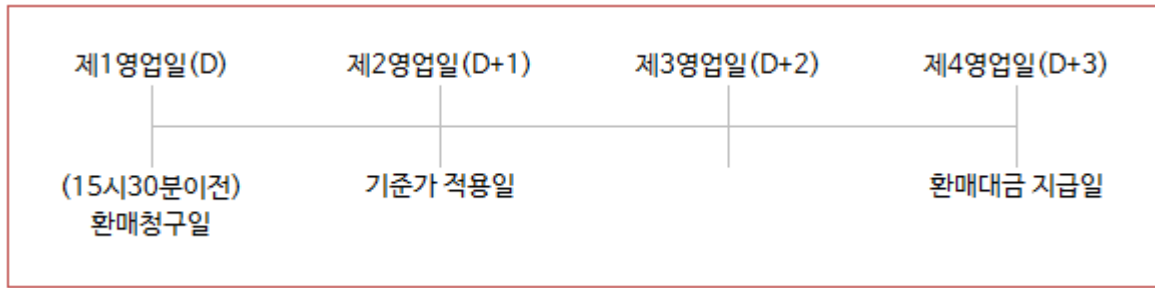 제1영업일(D) 제2영업일(D+1) 제3영업일(D+2) 제4영업일(D+3)
(15시30분이전) 기준가 적용일 환매대금 지급일
환매청구일